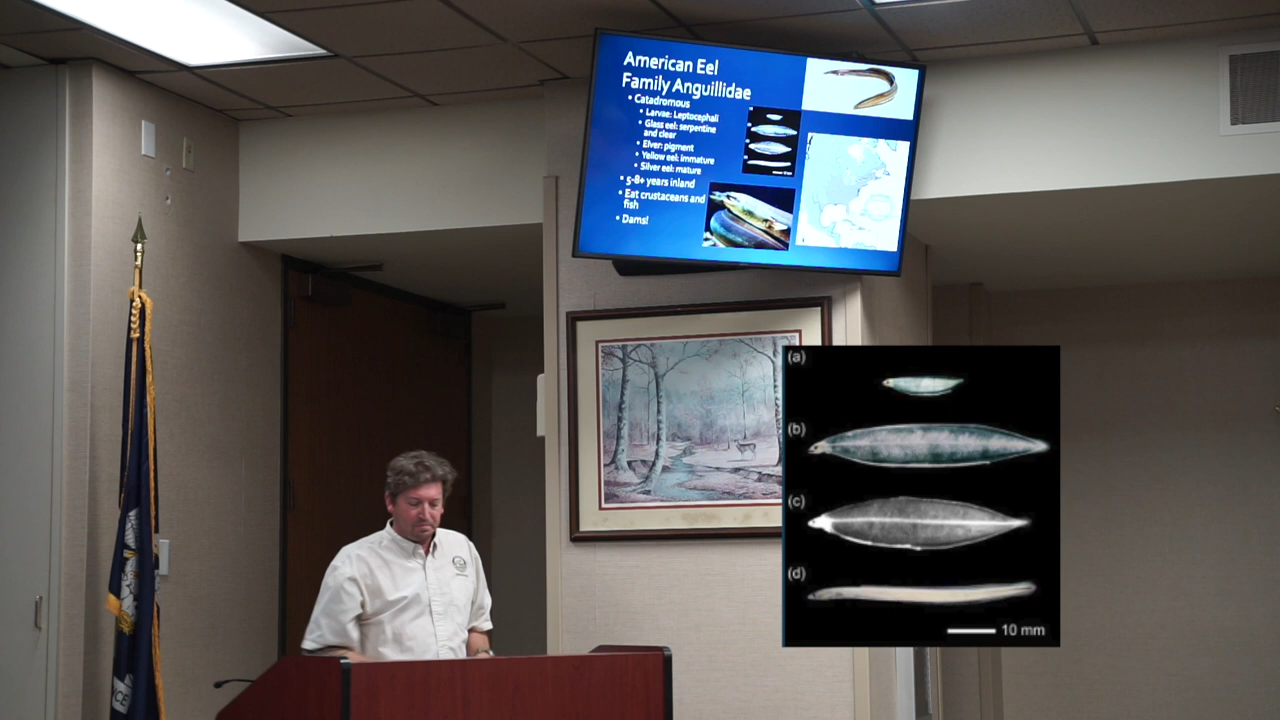 American Eel
Family Anguillidae
• Catadromous
• Larvae: Leptocephali
• Glass eel: serpentine
and clear
• Elver: pigment
• Yellow eel: immature
• Silver eel: mature
• 5-8+ years inland
• Eat crustaceans and
fish
• Dams!
(a)
(b)
(c)
(d)
10 mm